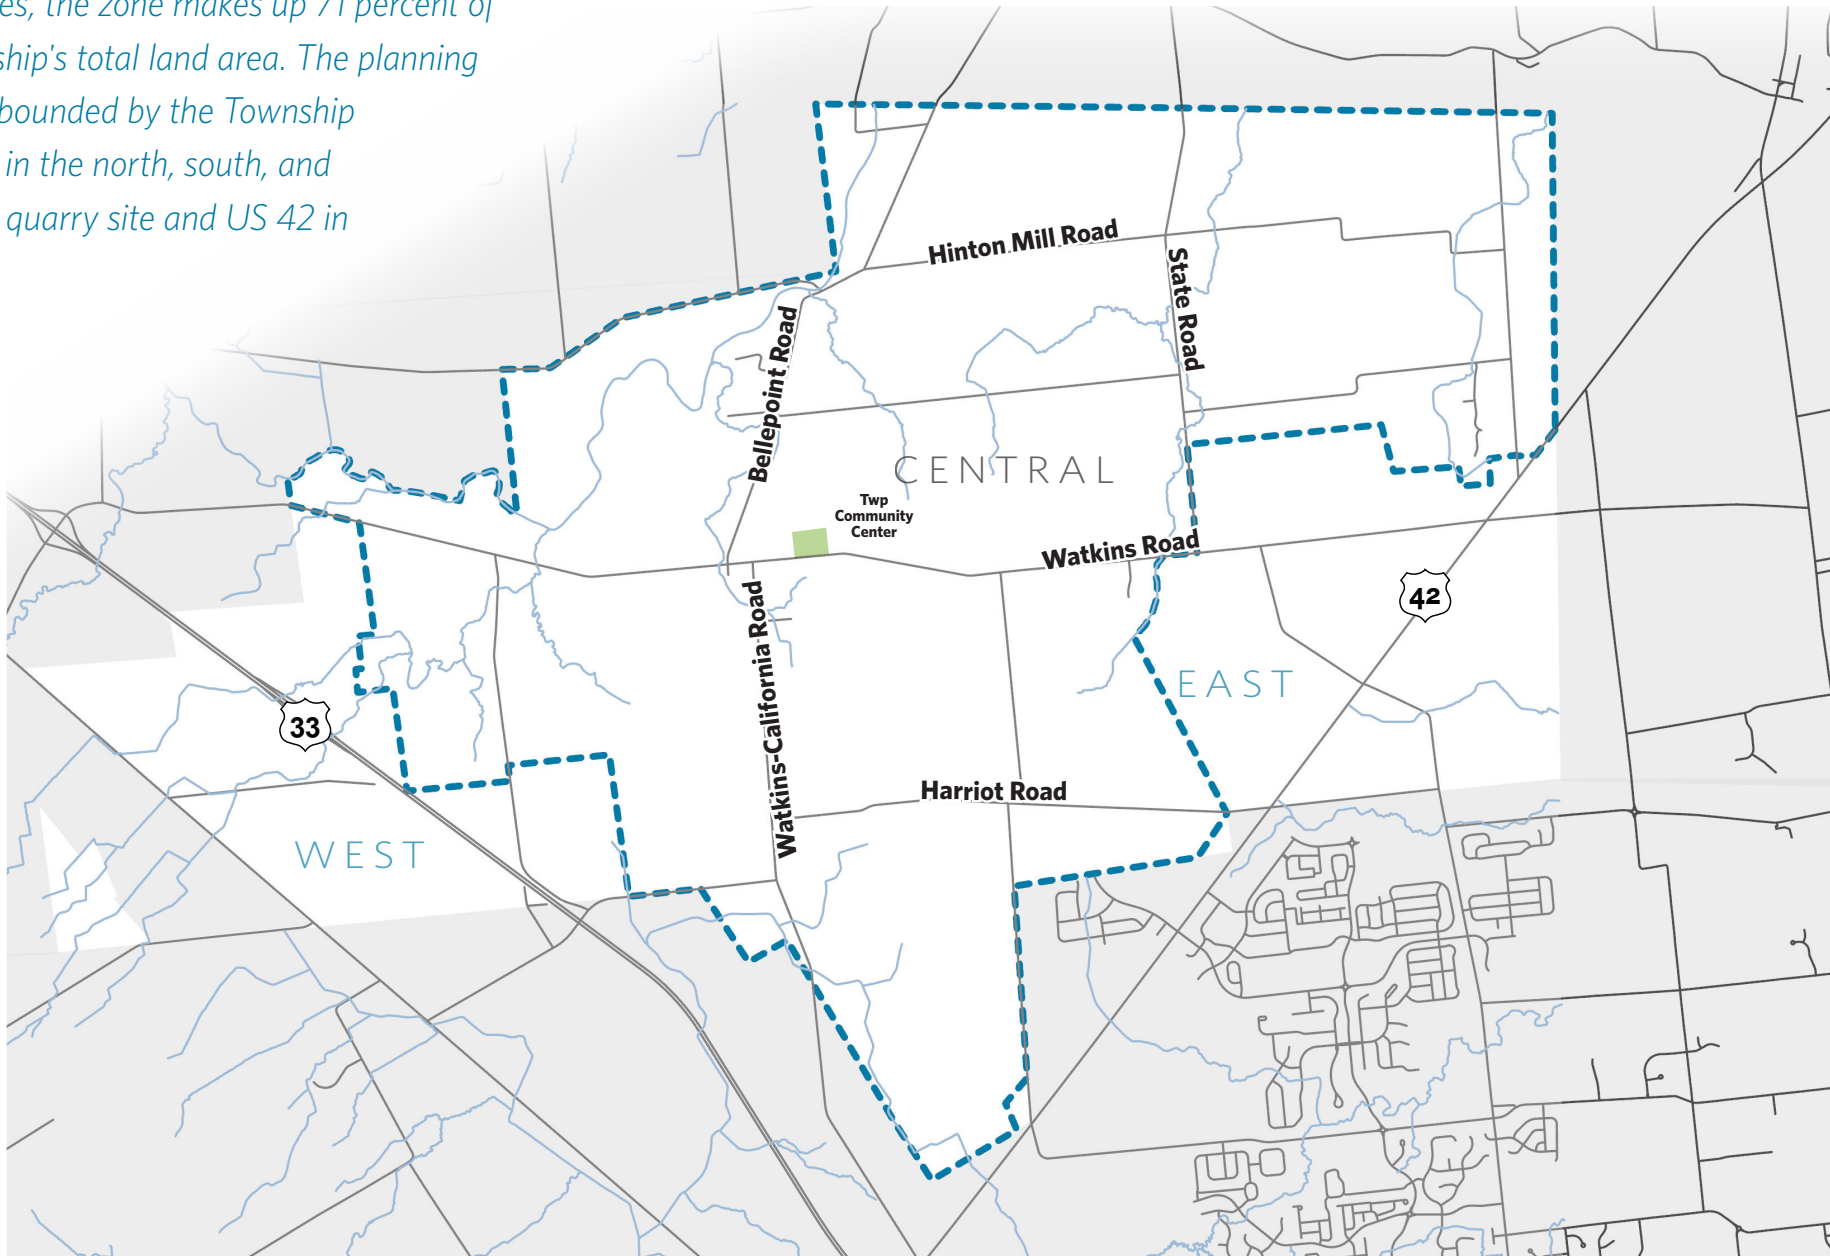 the zone makes up 71 percent of
ship's total land area. The planning
bounded by the Township
in the north, south, and
quarry site and US 42 in
Hinton Mill Road
State Road
Bellepoint Road
CENTRAL
Twp
Community
Center
Watkins Road
42
Watkins-California Road
EAST
33
Harriot Road
WEST